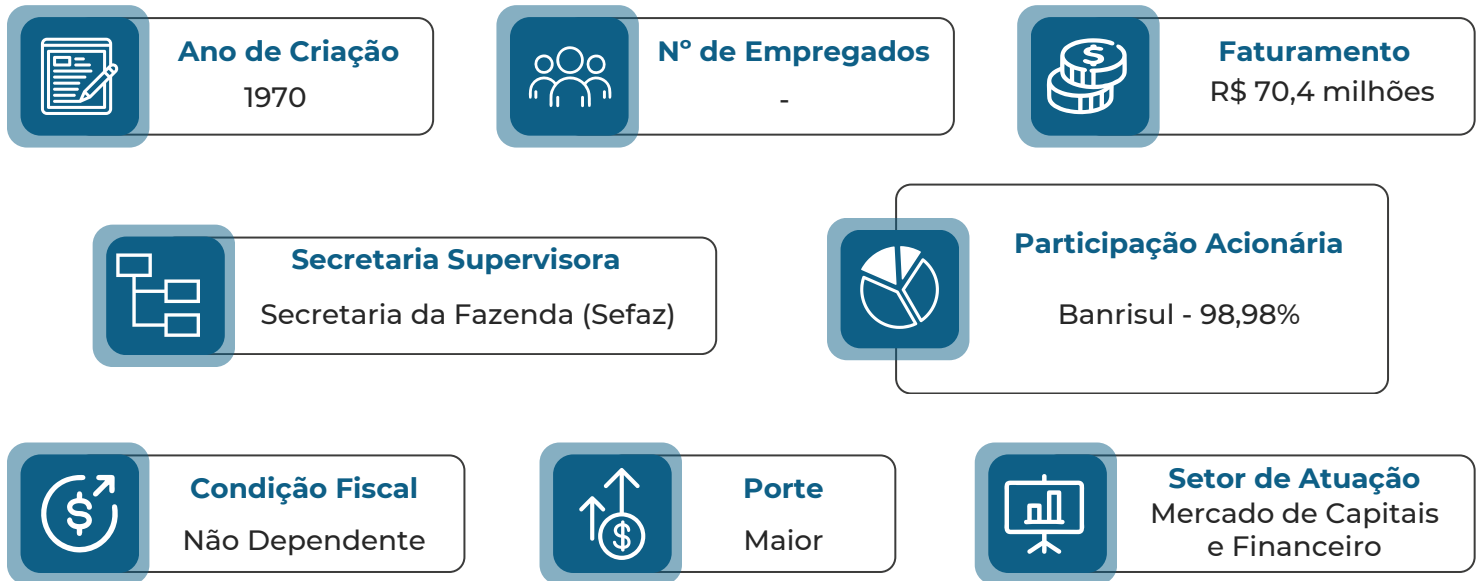 Ano de Criação
1970
Nº de Empregados
-
Faturamento
R$ 70,4 milhões
Secretaria Supervisora
Secretaria da Fazenda (Sefaz)
Participação Acionária
Banrisul - 98,98%
Condição Fiscal
Não Dependente
Porte
Maior
Setor de Atuação
Mercado de Capitais
e Financeiro